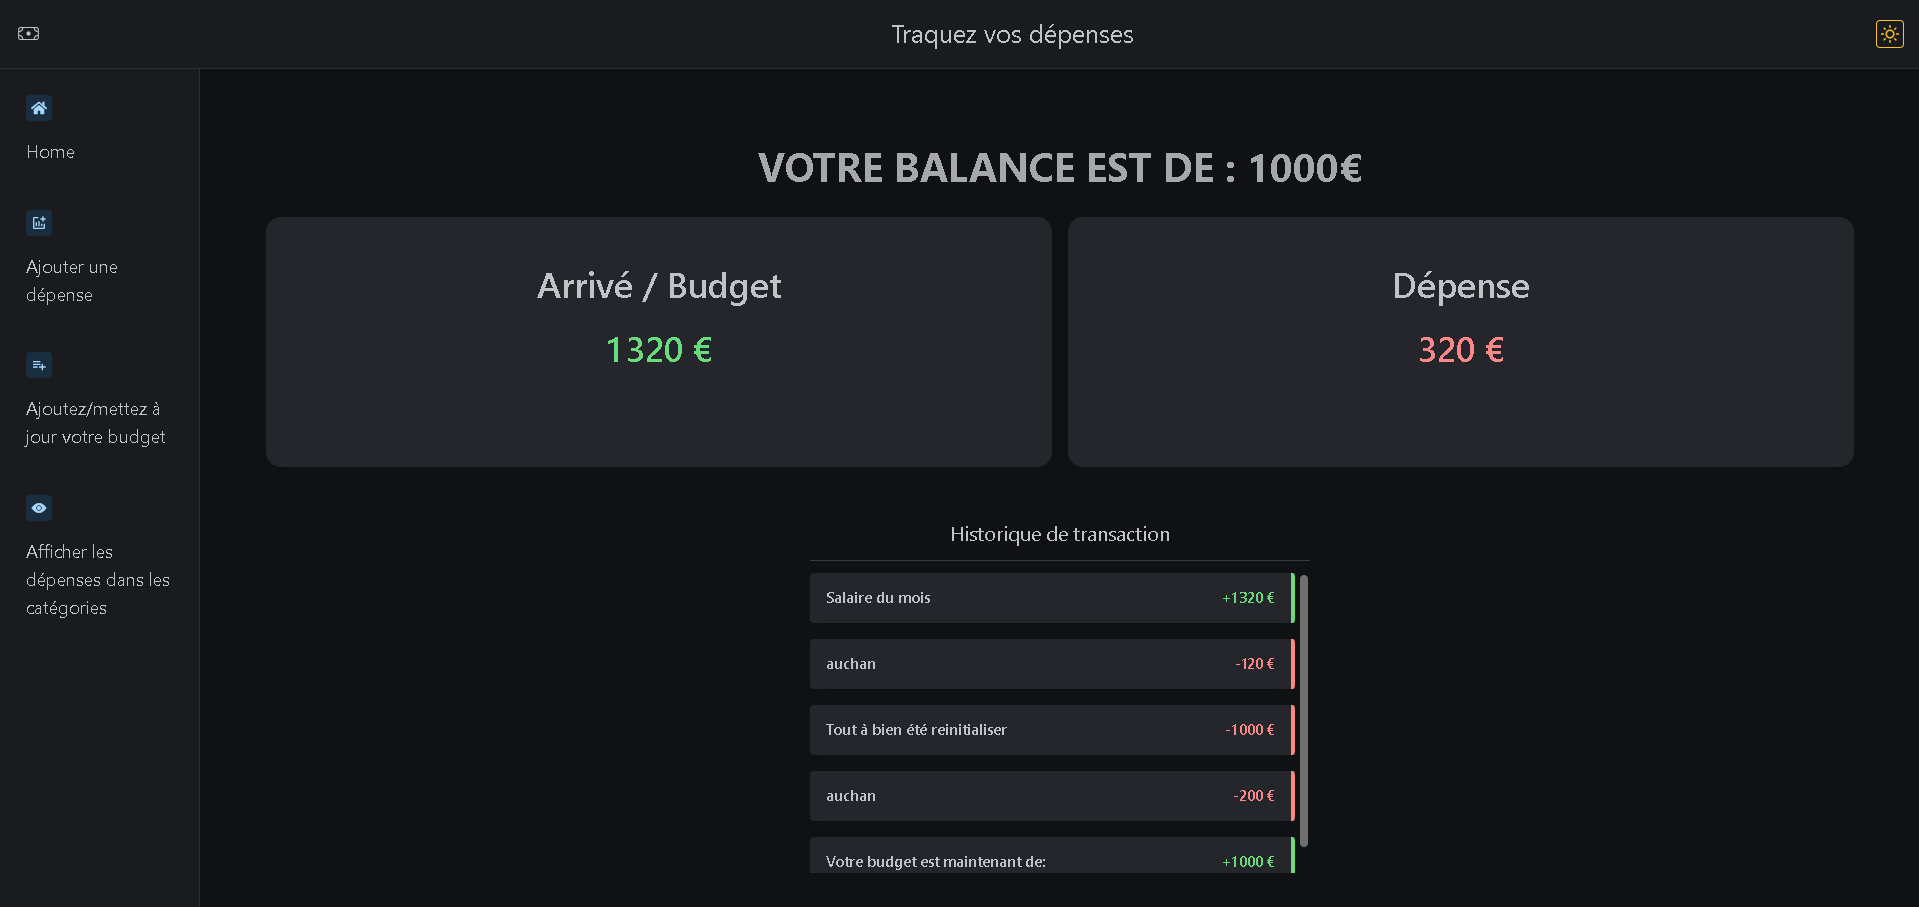 Traquez vos dépenses
Home
Ajouter une
dépense
Ajoutez/mettez à
jour votre budget
Afficher les
dépenses dans les
catégories
VOTRE BALANCE EST DE : 1000€
Arrivé / Budget
1320 €
Dépense
320 €
Historique de transaction
Salaire du mois +1320 €
auchan -120 €
Tout à bien été reinitialiser -1000 €
auchan -200 €
Votre budget est maintenant de: +1000 €